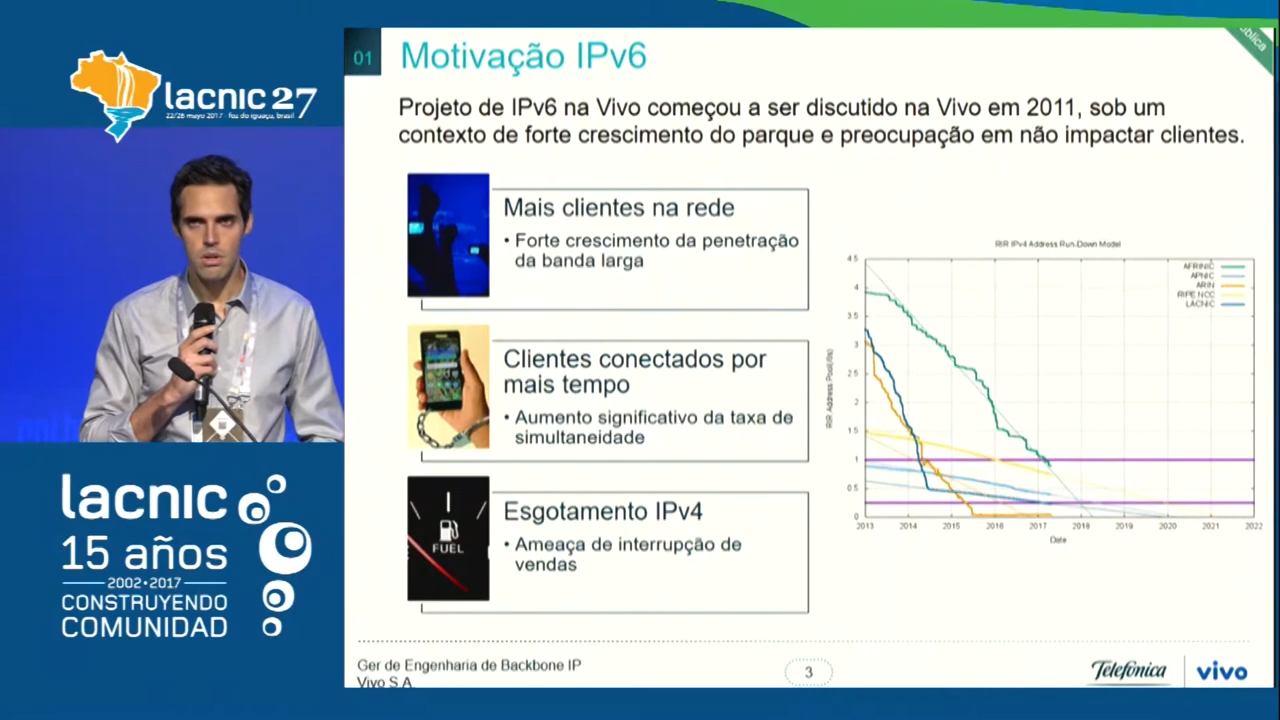 lacnic 27
22/26 mayo 2017 - foz do iguaçu, brasil
lacnic
15 años
2002•2017
CONSTRUYENDO
COMUNIDAD
01
Motivação IPv6
Projeto de IPv6 na Vivo começou a ser discutido na Vivo em 2011, sob um
contexto de forte crescimento do parque e preocupação em não impactar clientes.
Mais clientes na rede
• Forte crescimento da penetração
da banda larga
Clientes conectados por
mais tempo
• Aumento significativo da taxa de
simultaneidade
FUEL
Esgotamento IPv4
• Ameaça de interrupção de
vendas
RIR IPv4 Address Run-Down Model
AFRINIC
APNIC
ARIN
RIPE NCC
LACNIC
RIR Address Pool(/8s)
4.5
4
3.5
3
2.5
2
1.5
1
0.5
0
2013 2014 2015 2016 2017 2018 2019 2020 2021 2022
Date
Ger de Engenharia de Backbone IP
Vivo S.A.
3
Telefónica
vivo